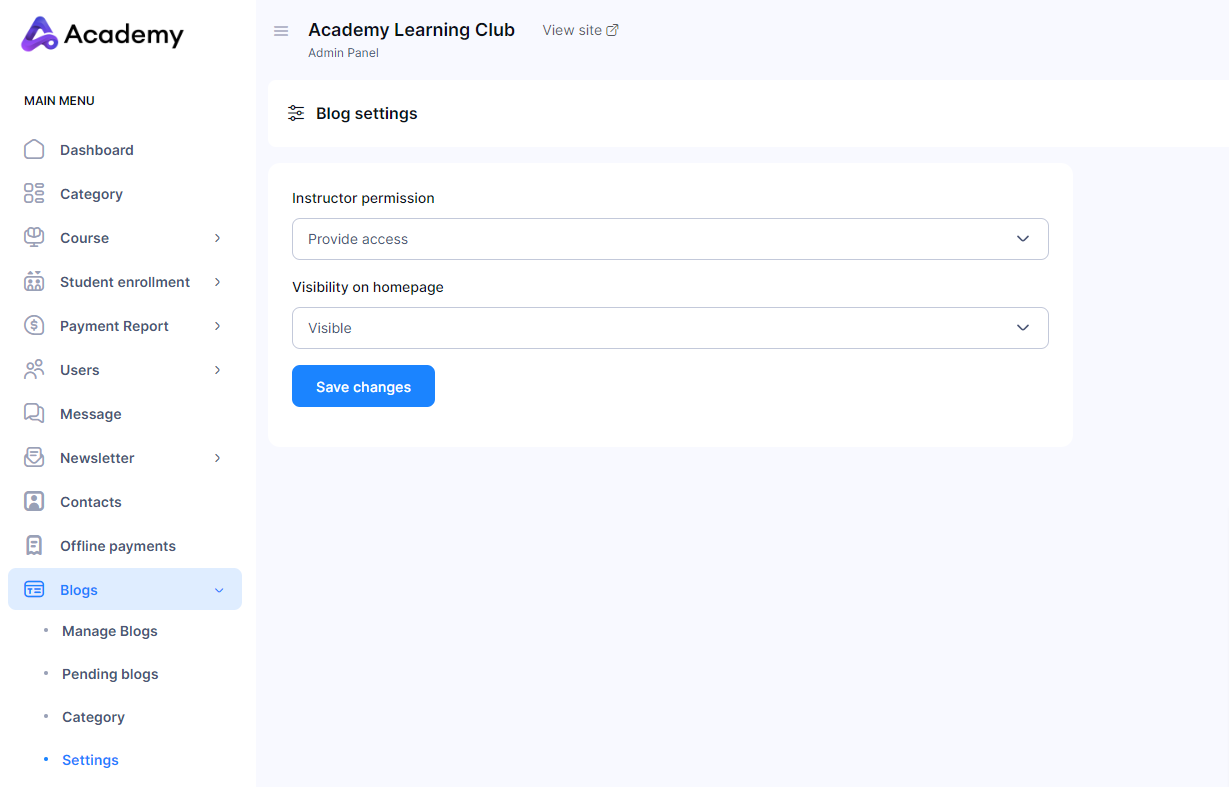 Academy
MAIN MENU
Dashboard
Category
Course
Student enrollment
Payment Report
Users
Message
Newsletter
Contacts
Offline payments
Blogs
Manage Blogs
Pending blogs
Category
Settings
Academy Learning Club
View site
Admin Panel
Blog settings
Instructor permission
Provide access
Visibility on homepage
Visible
Save changes